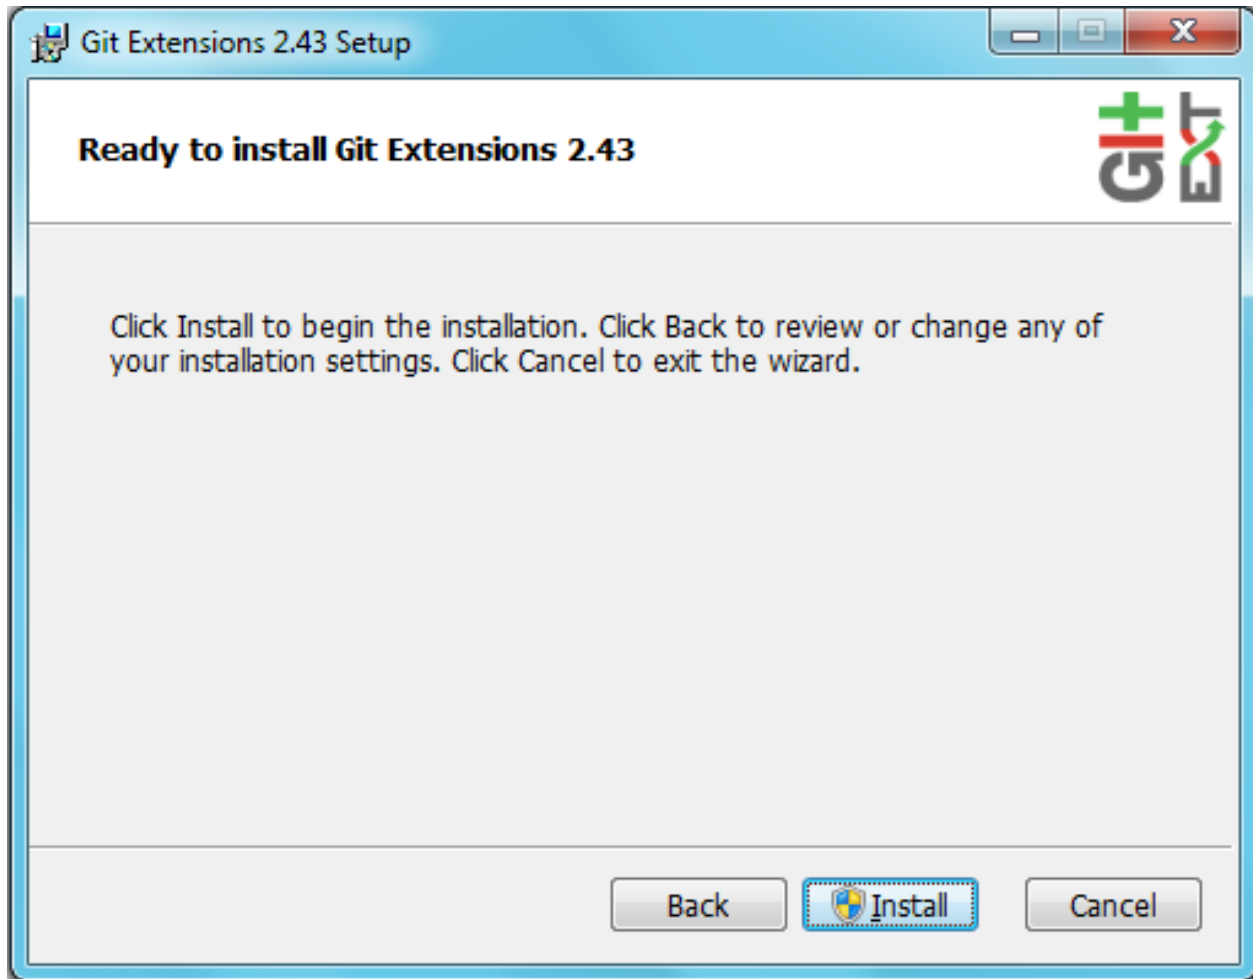 Git Extensions 2.43 Setup
Ready to install Git Extensions 2.43
Git
EXT
Click Install to begin the installation. Click Back to review or change any of
your installation settings. Click Cancel to exit the wizard.
Back
Install
Cancel